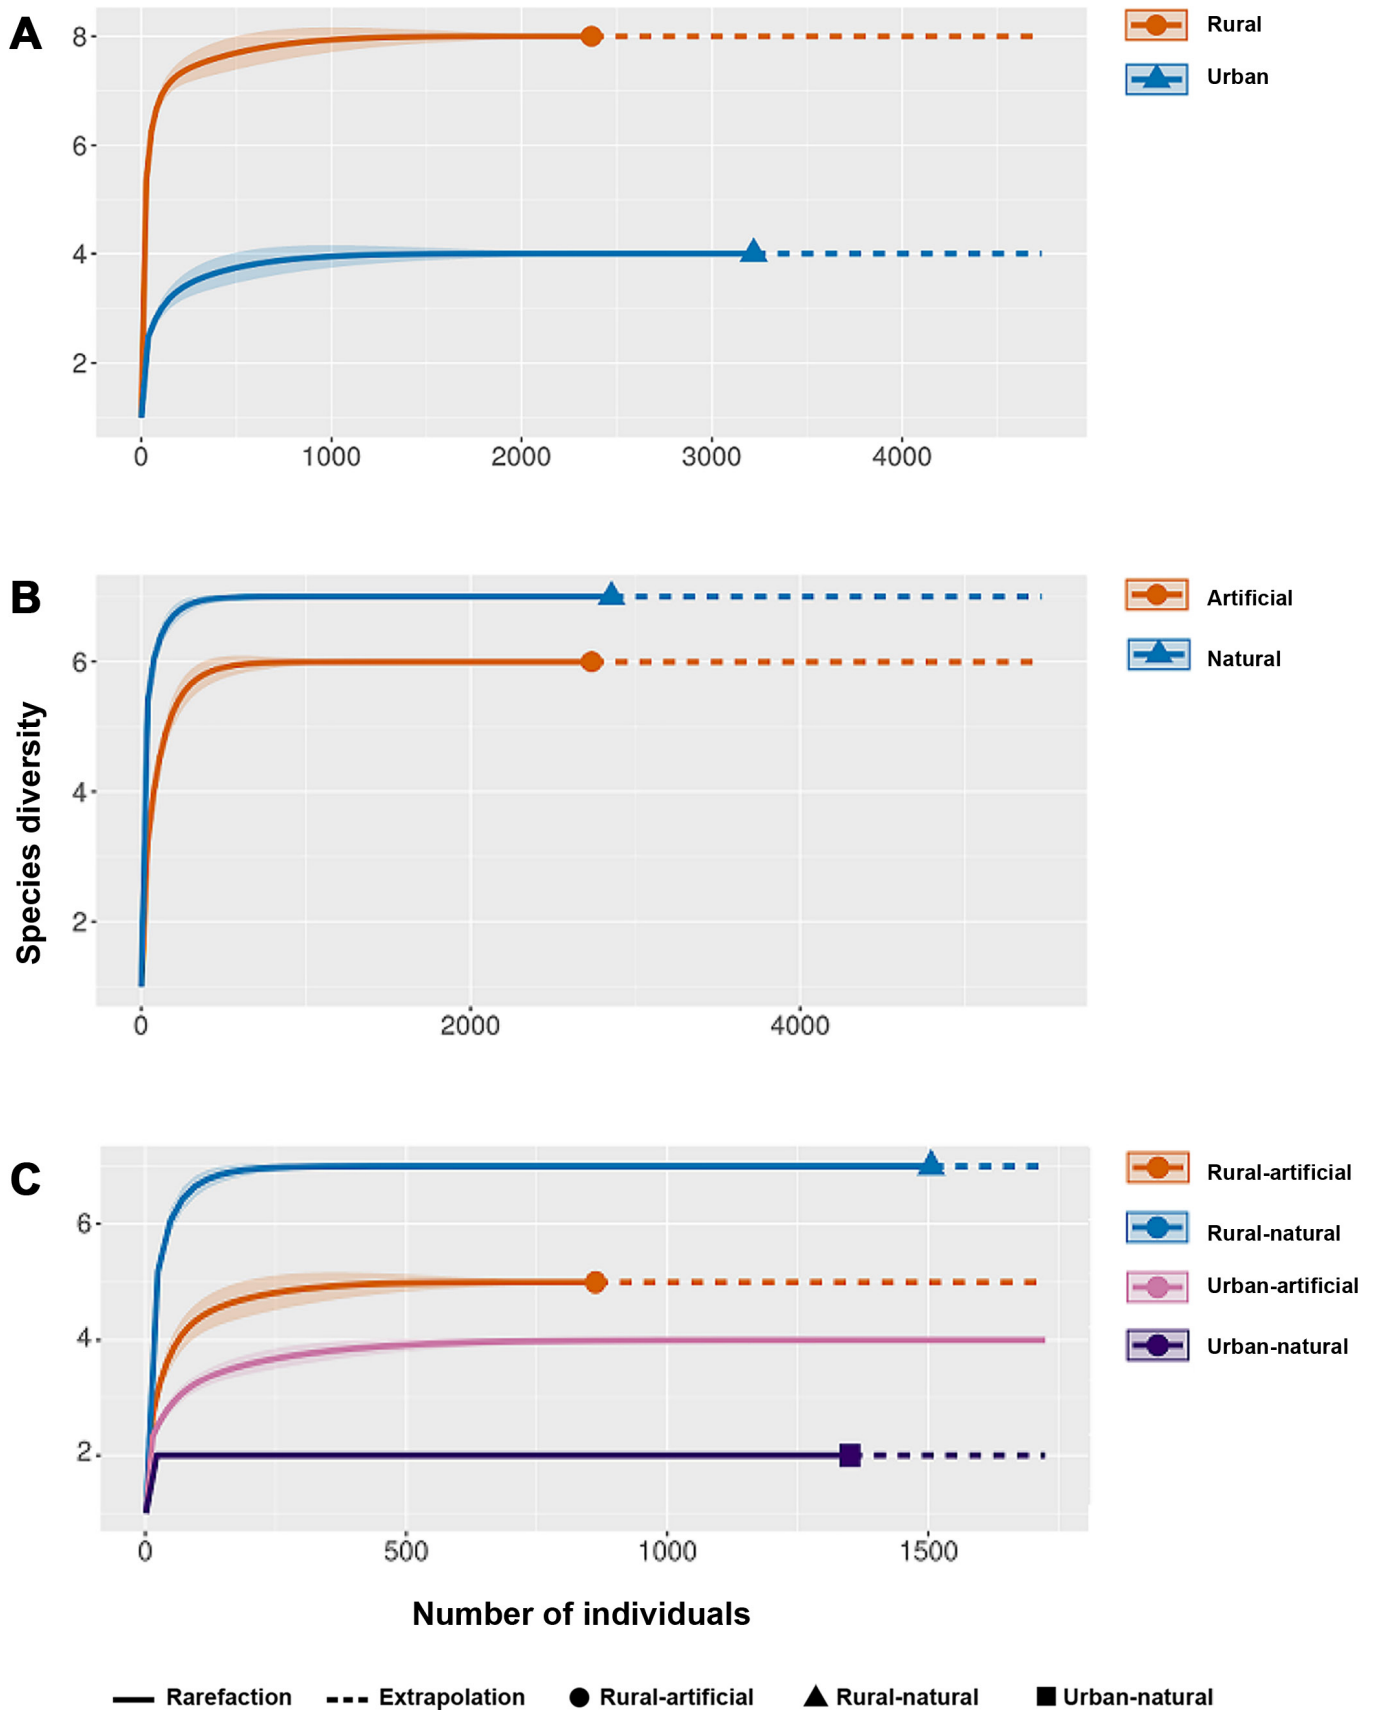 A
8
6
4
2
0 1000 2000 3000 4000
Rural
Urban
B
6
4
2
0 2000 4000
Artificial
Natural
Species diversity
C
6
4
2
0 500 1000 1500
Rural-artificial
Rural-natural
Urban-artificial
Urban-natural
Number of individuals
Rarefaction Extrapolation Rural-artificial Rural-natural Urban-natural